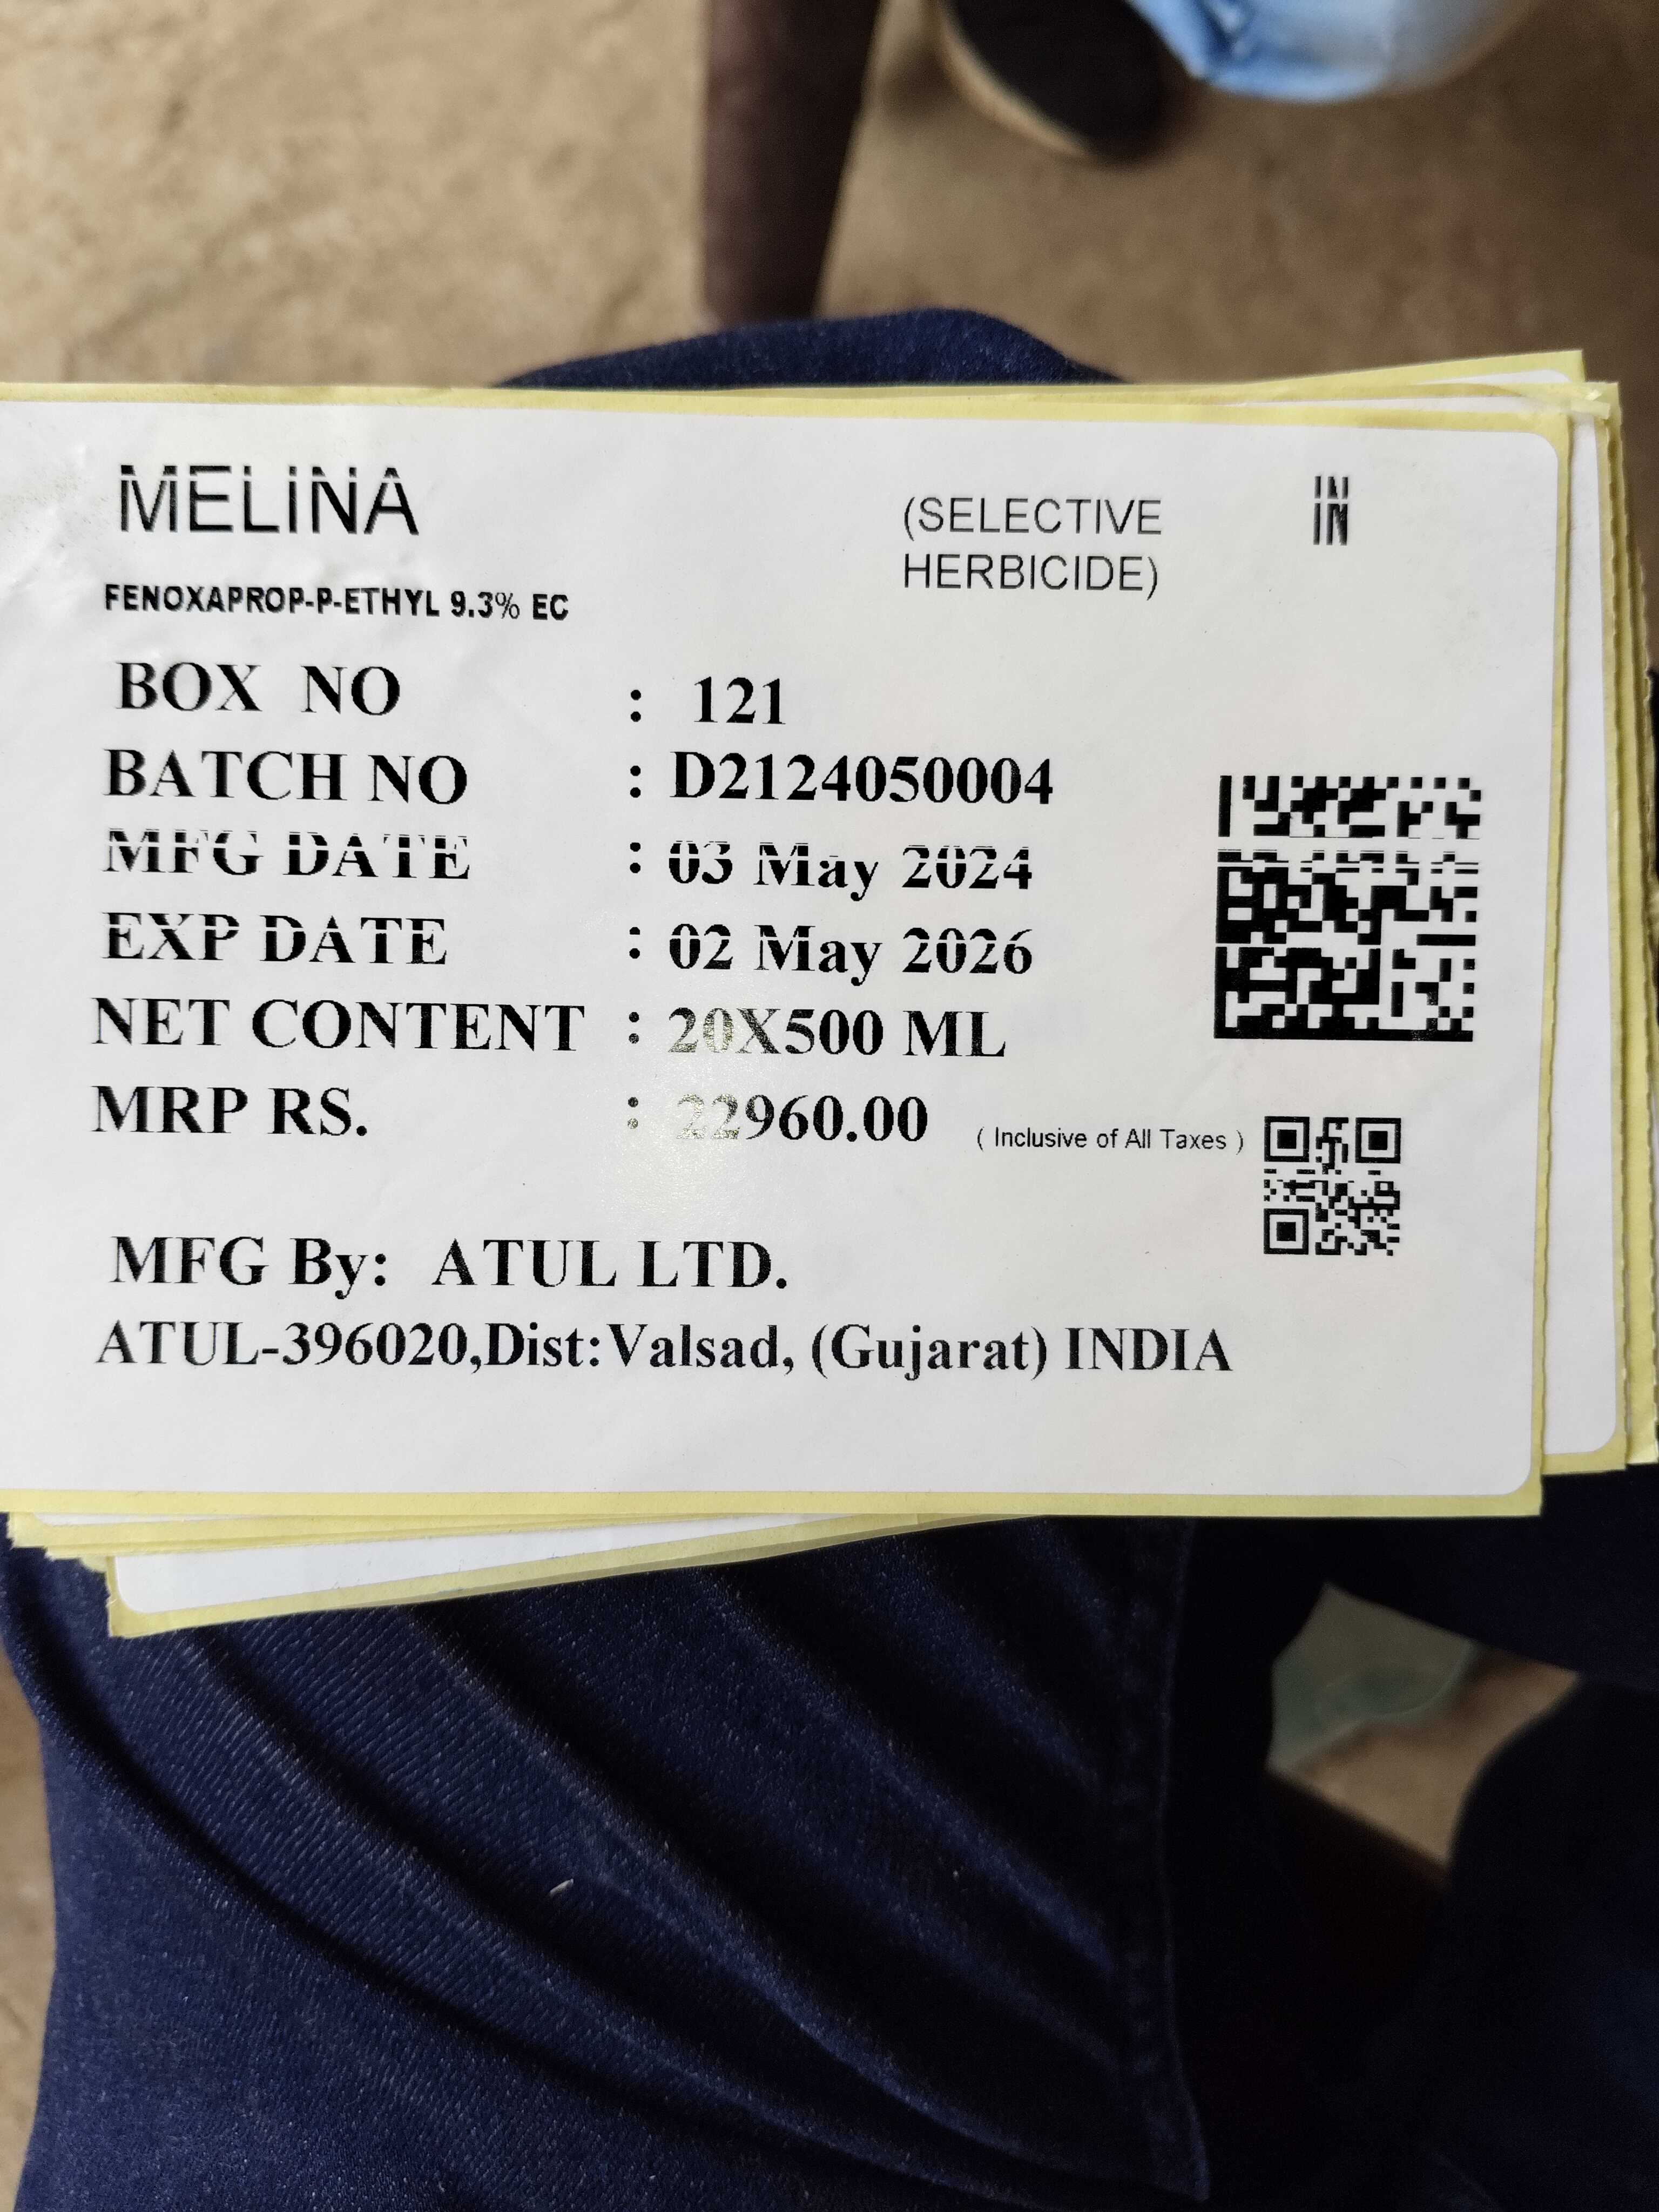 MELINA
(SELECTIVE
HERBICIDE)
IN
FENOXAPROP-P-ETHYL 9.3% EC
BOX NO : 121
BATCH NO : D2124050004
MFG DATE : 03 May 2024
EXP DATE : 02 May 2026
NET CONTENT : 20X500 ML
MRP RS. : 22960.00 ( Inclusive of All Taxes )
MFG By: ATUL LTD.
ATUL-396020,Dist:Valsad, (Gujarat) INDIA